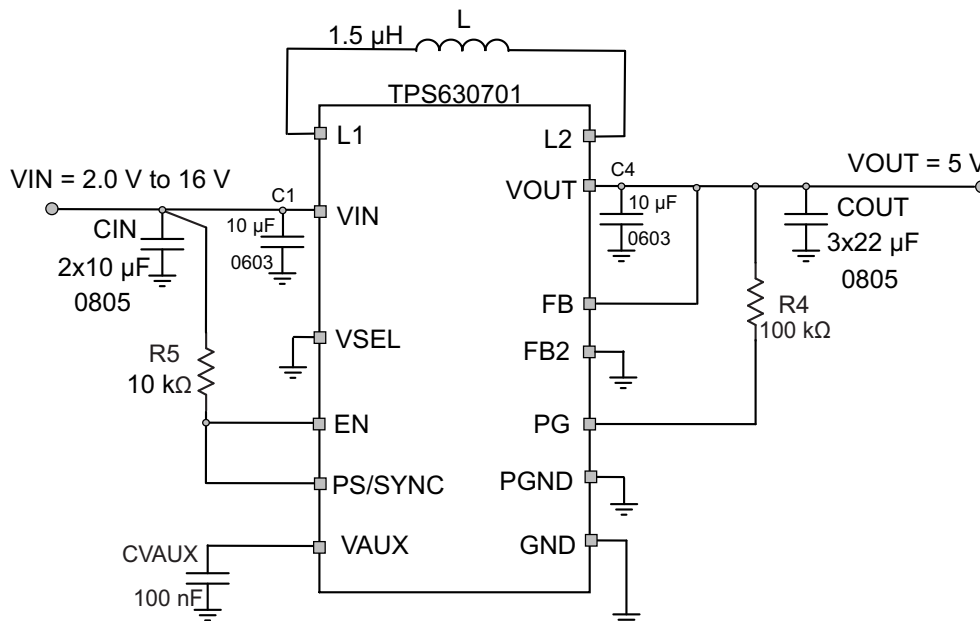 L
1.5 µH
TPS630701
L1
L2
VIN = 2.0 V to 16 V
C1
VIN
10 µF
0603
CIN
2x10 µF
0805
VOUT
C4
10 µF
0603
VOUT = 5 V
COUT
3x22 µF
0805
FB
R4
100 kΩ
VSEL
FB2
R5
10 kΩ
EN
PG
PS/SYNC
PGND
VAUX
GND
CVAUX
100 nF